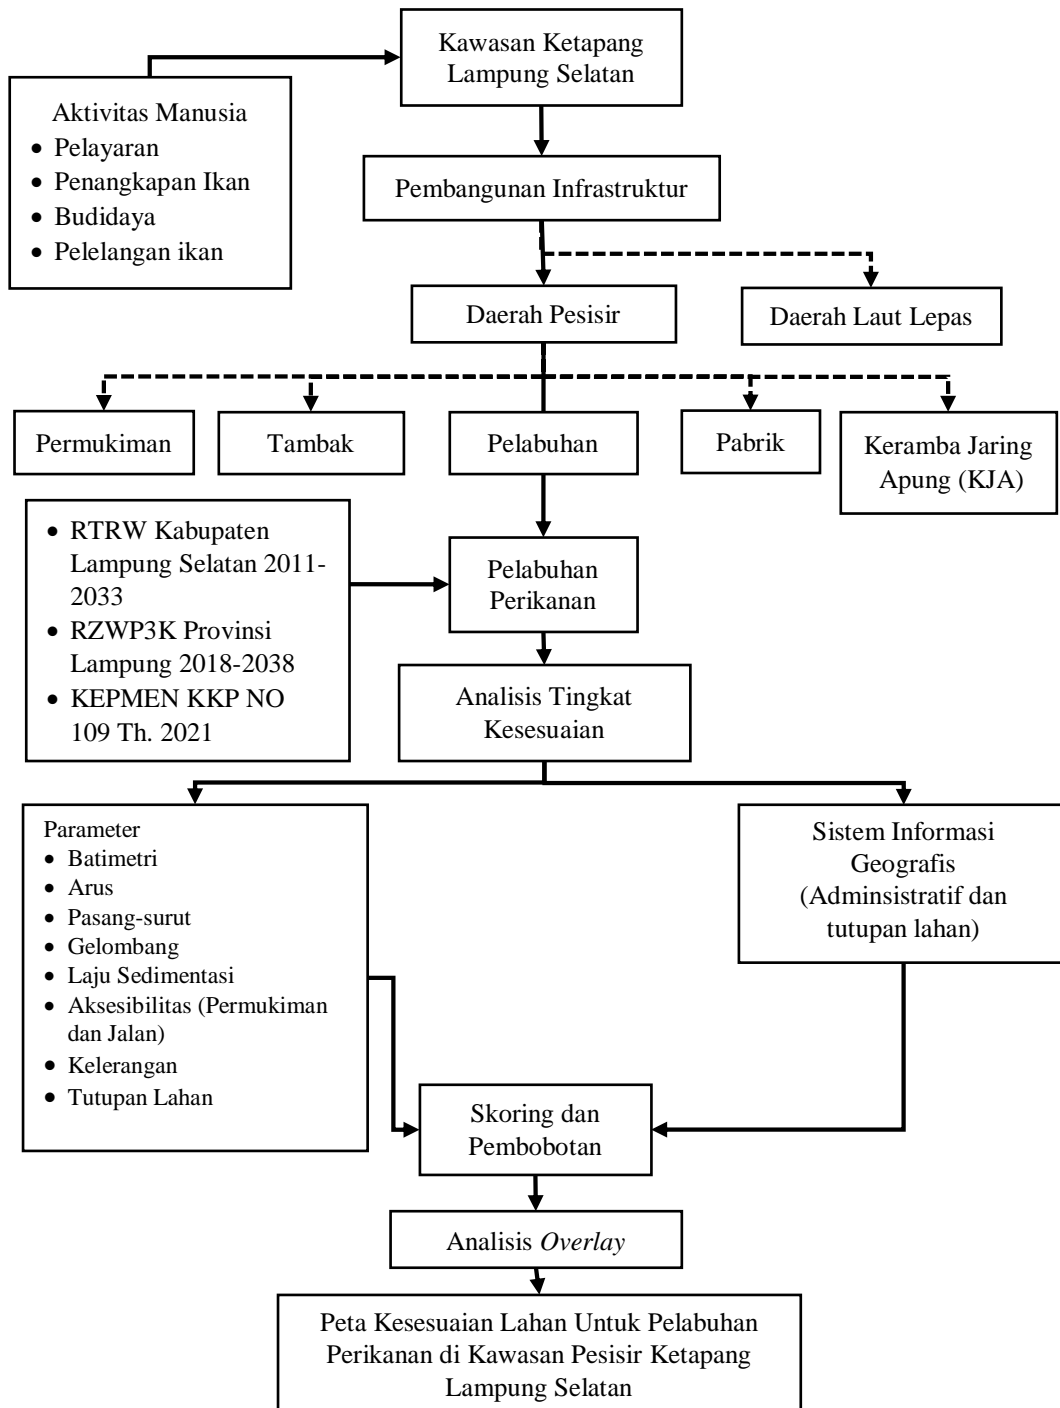 Kawasan Ketapang
Lampung Selatan
Aktivitas Manusia
• Pelayaran
• Penangkapan Ikan
• Budidaya
• Pelelangan ikan
Pembangunan Infrastruktur
Daerah Pesisir
Daerah Laut Lepas
Permukiman
Tambak
Pelabuhan
Pabrik
Keramba Jaring
Apung (KJA)
• RTRW Kabupaten
Lampung Selatan 2011-
2033
• RZWP3K Provinsi
Lampung 2018-2038
• KEPMEN KKP NO
109 Th. 2021
Pelabuhan
Perikanan
Analisis Tingkat
Kesesuaian
Parameter
• Batimetri
• Arus
• Pasang-surut
• Gelombang
• Laju Sedimentasi
• Aksesibilitas (Permukiman
dan Jalan)
• Kelerangan
• Tutupan Lahan
Sistem Informasi
Geografis
(Adminsistratif dan
tutupan lahan)
Skoring dan
Pembobotan
Analisis Overlay
Peta Kesesuaian Lahan Untuk Pelabuhan
Perikanan di Kawasan Pesisir Ketapang
Lampung Selatan